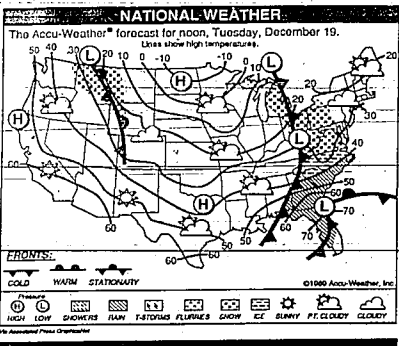 NATIONAL WEATHER
The Accu-Weather® forecast for noon, Tuesday, December 19.
Lines show high temperatures.
50 40 30 20 10 0 -10 -10 0 10 20
L L
H
20 20
H
30
L
40
60
50
H
60 L 70
70
60 50
60 60
FRONTS:
COLD WARM STATIONARY
©1989 Accu-Weather, Inc.
Pressure
H L
HIGH LOW SHOWERS RAIN T-STORMS FLURRIES SNOW ICE SUNNY PT. CLOUDY CLOUDY
Via Associated Press GraphicsNet